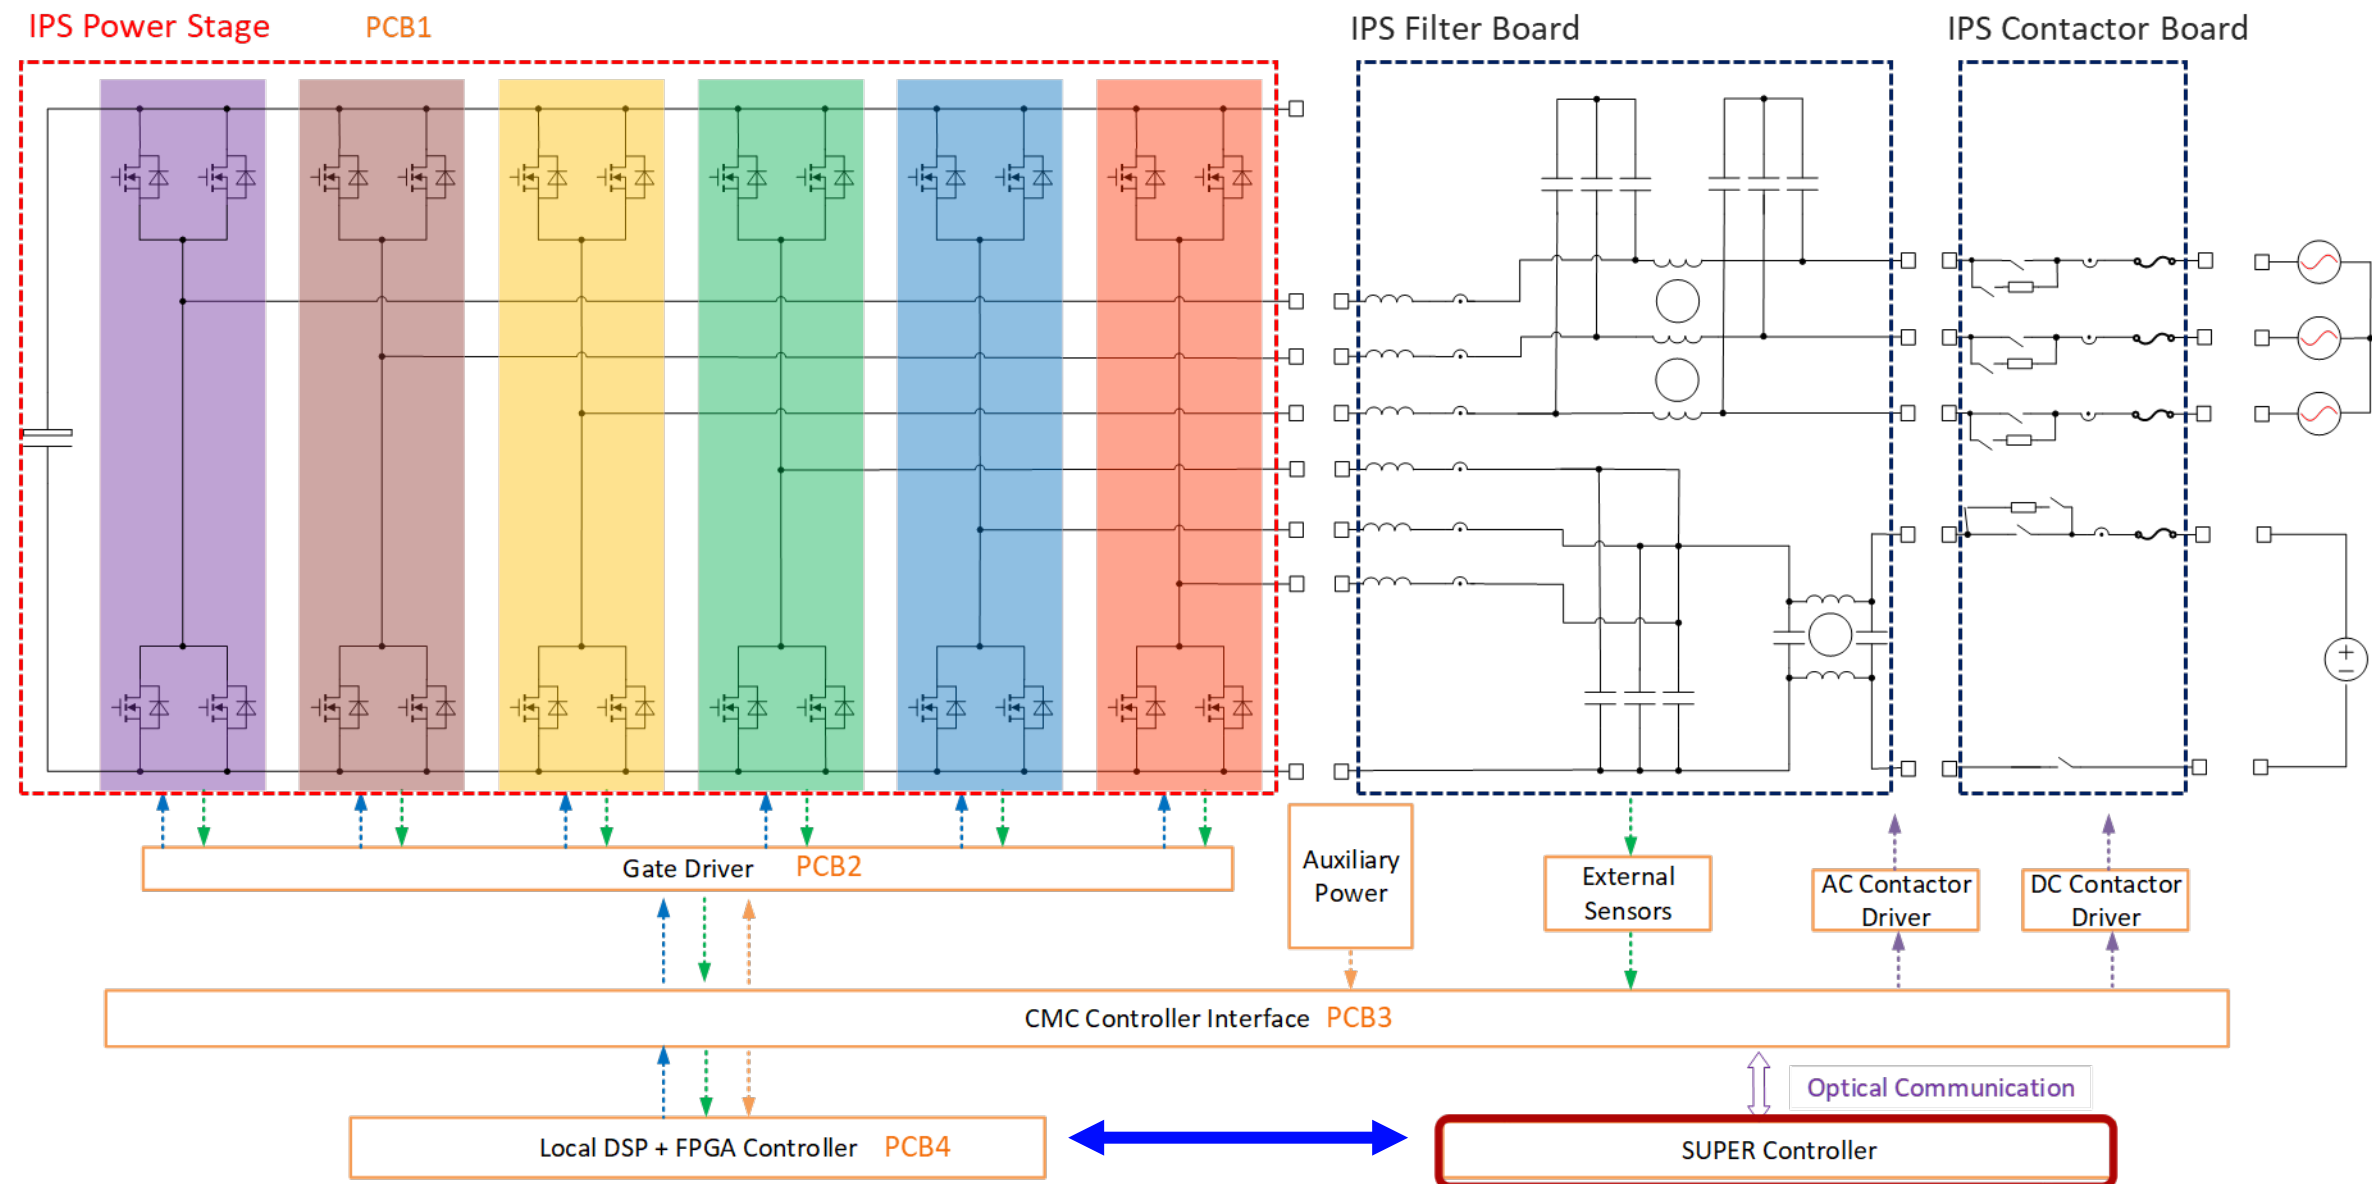 IPS Power Stage
PCB1
IPS Filter Board
IPS Contactor Board
Gate Driver PCB2
Auxiliary
Power
External
Sensors
AC Contactor
Driver
DC Contactor
Driver
CMC Controller Interface PCB3
Optical Communication
Local DSP + FPGA Controller PCB4
SUPER Controller